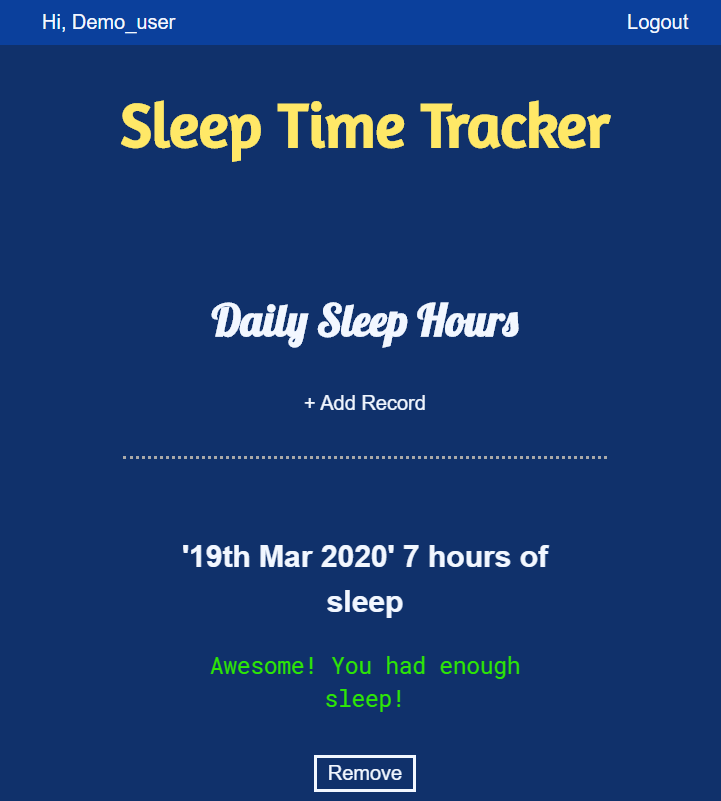 Hi, Demo_user Logout
Sleep Time Tracker
Daily Sleep Hours
+ Add Record
'19th Mar 2020' 7 hours of
sleep
Awesome! You had enough
sleep!
Remove